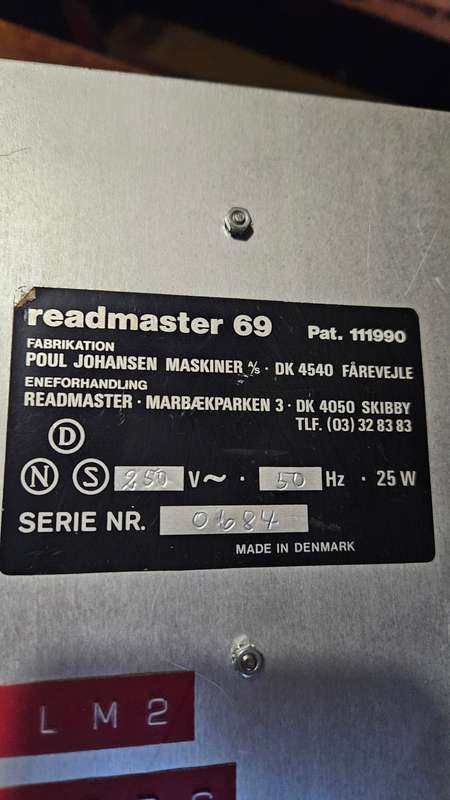 readmaster 69 Pat. 111990
FABRIKATION
POUL JOHANSEN MASKINER A/S · DK 4540 FÅREVEJLE
ENEFORHANDLING
READMASTER · MARBÆKPARKEN 3 · DK 4050 SKIBBY
TLF. (03) 32 83 83
D
N S 250 V~ · 50 Hz · 25 W
SERIE NR. 0684
MADE IN DENMARK
LM2